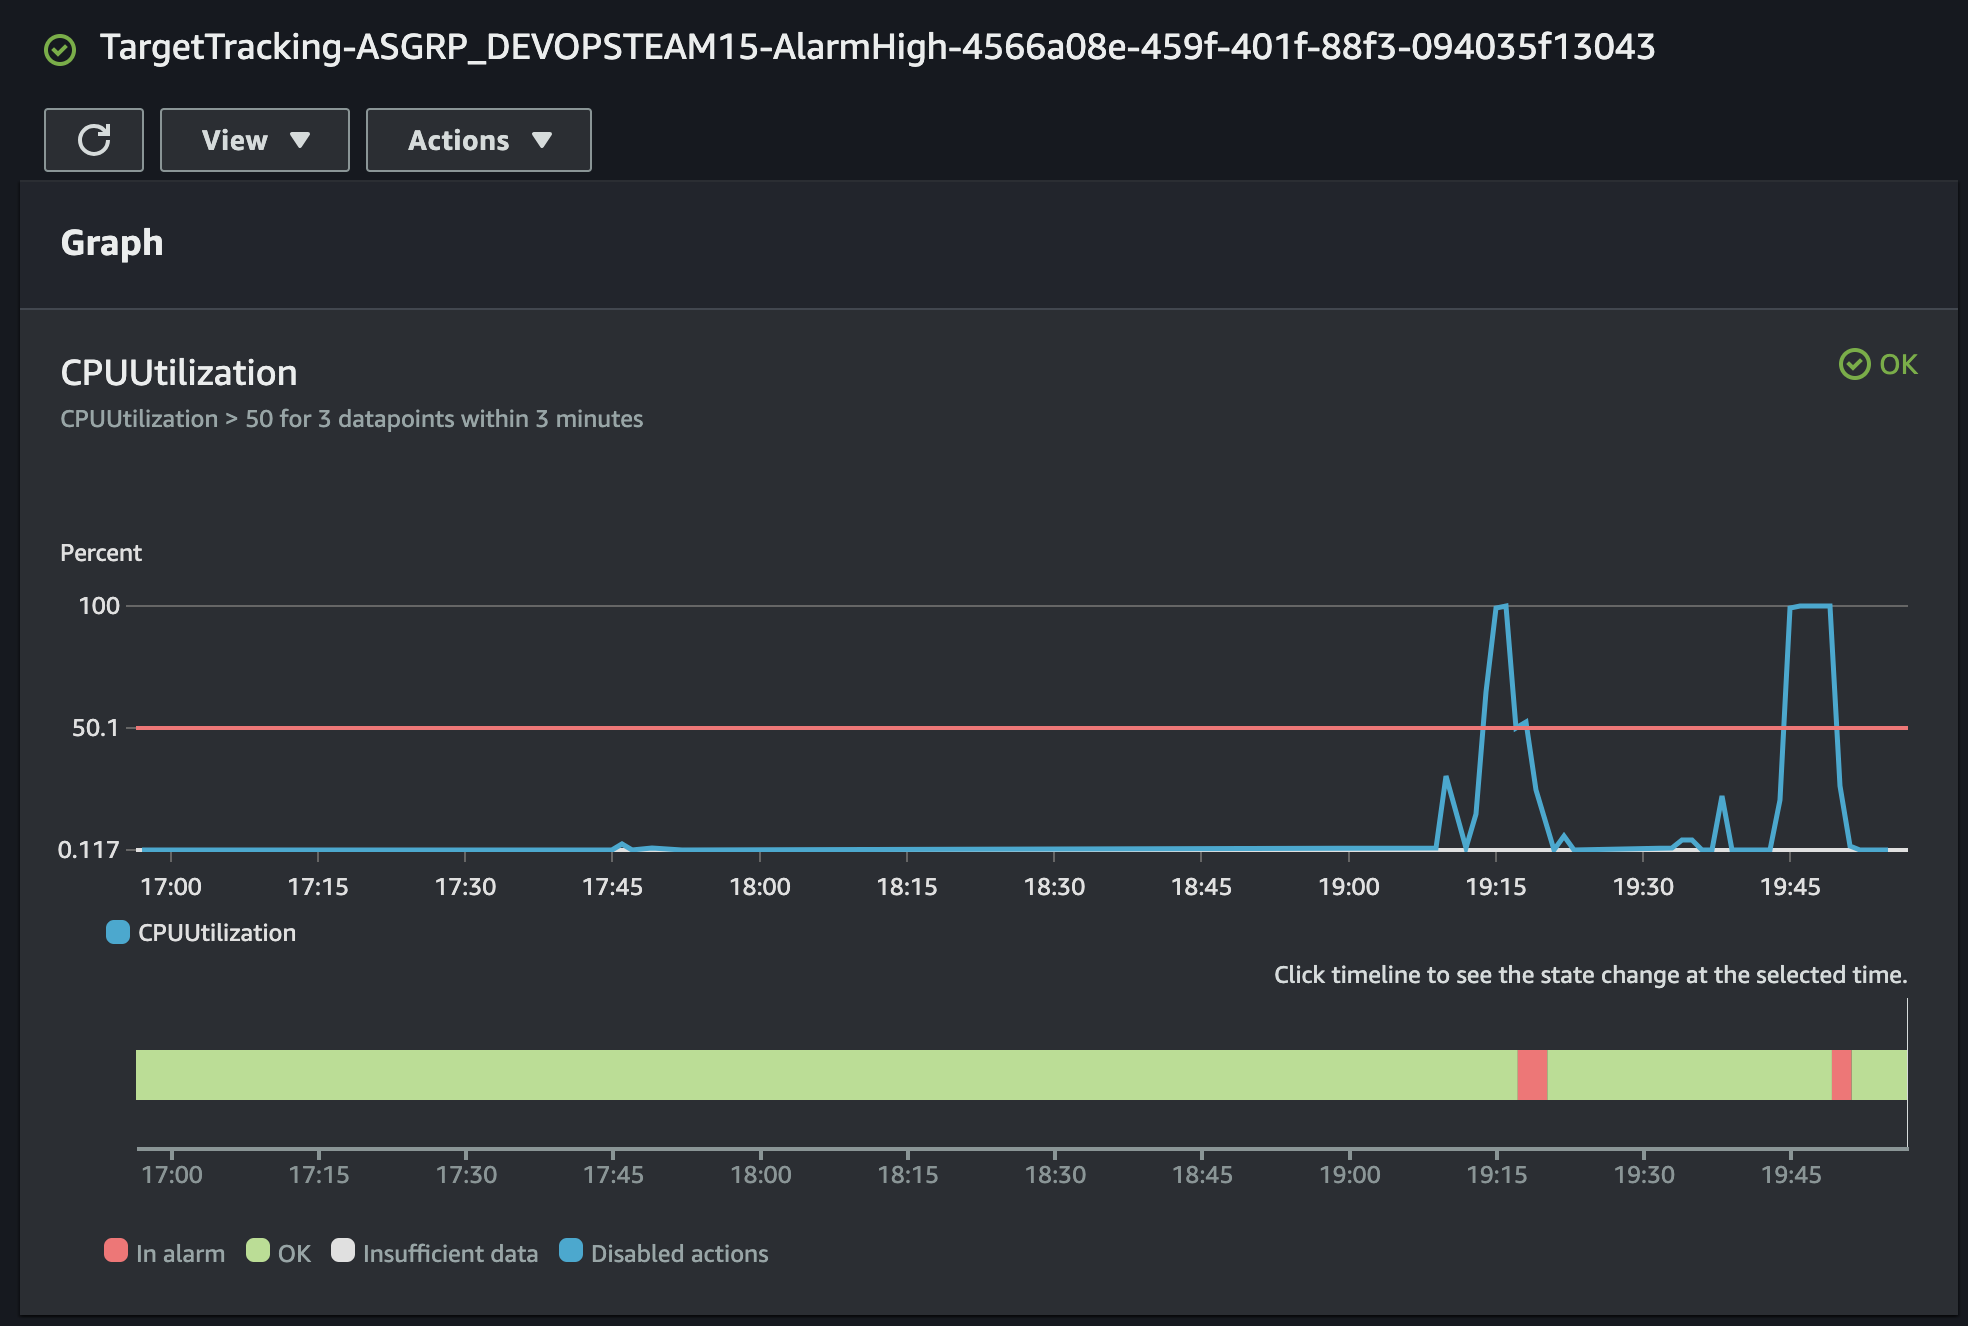 TargetTracking-ASGRP_DEVOPSTEAM15-AlarmHigh-4566a08e-459f-401f-88f3-094035f13043
View Actions
Graph
CPUUtilization
OK
CPUUtilization > 50 for 3 datapoints within 3 minutes
Percent
100
50.1
0.117
17:00 17:15 17:30 17:45 18:00 18:15 18:30 18:45 19:00 19:15 19:30 19:45
CPUUtilization
Click timeline to see the state change at the selected time.
17:00 17:15 17:30 17:45 18:00 18:15 18:30 18:45 19:00 19:15 19:30 19:45
In alarm OK Insufficient data Disabled actions